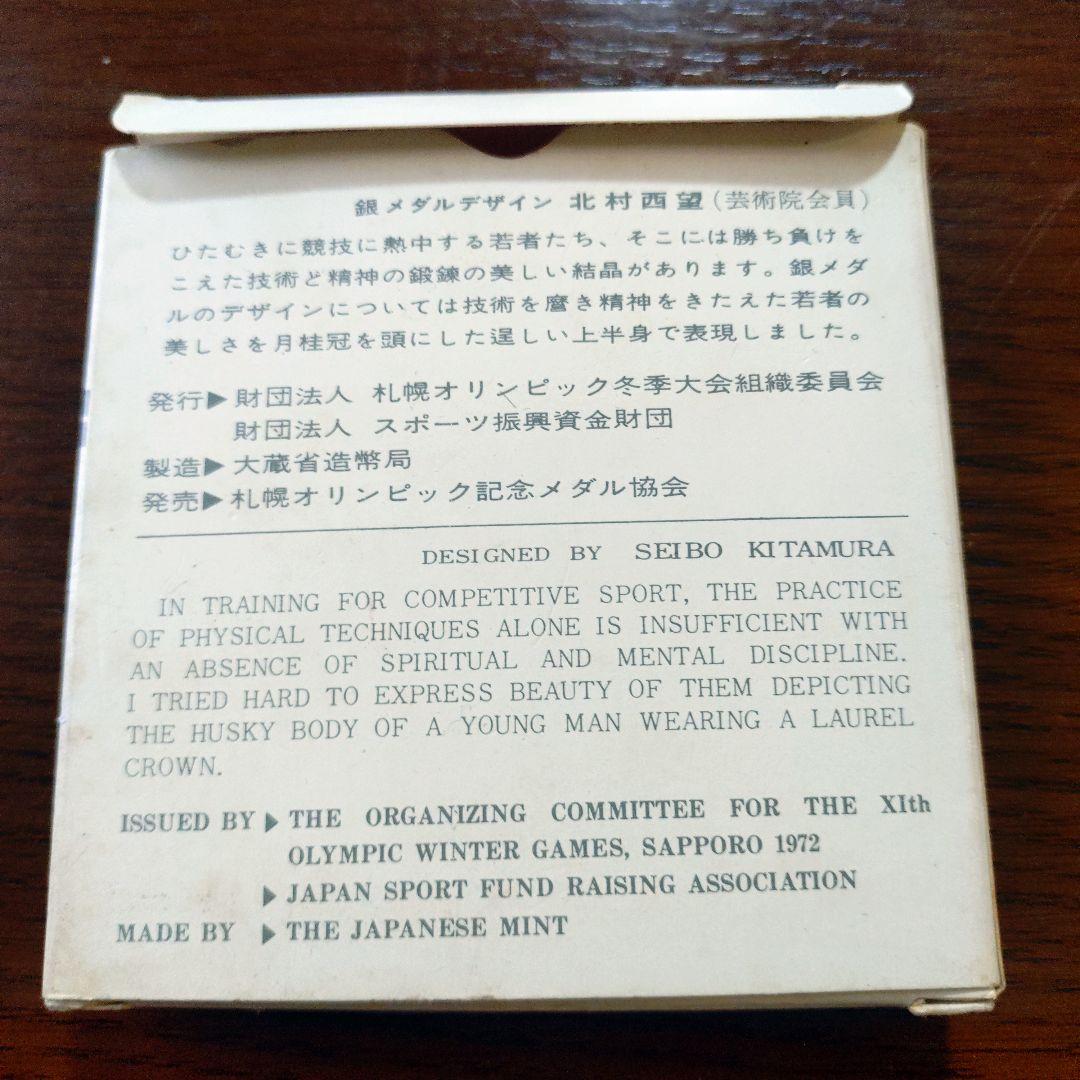 銀メダルデザイン 北村西望(芸術院会員)
ひたむきに競技に熱中する若者たち、そこには勝ち負けを
こえた技術と精神の鍛錬の美しい結晶があります。銀メダ
ルのデザインについては技術を磨き精神をきたえた若者の
美しさを月桂冠を頭にした逞しい上半身で表現しました。
発行▶財団法人 札幌オリンピック冬季大会組織委員会
財団法人 スポーツ振興資金財団
製造▶大蔵省造幣局
発売▶札幌オリンピック記念メダル協会
DESIGNED BY SEIBO KITAMURA
IN TRAINING FOR COMPETITIVE SPORT, THE PRACTICE
OF PHYSICAL TECHNIQUES ALONE IS INSUFFICIENT WITH
AN ABSENCE OF SPIRITUAL AND MENTAL DISCIPLINE.
I TRIED HARD TO EXPRESS BEAUTY OF THEM DEPICTING
THE HUSKY BODY OF A YOUNG MAN WEARING A LAUREL
CROWN.
ISSUED BY ▶ THE ORGANIZING COMMITTEE FOR THE XIth
OLYMPIC WINTER GAMES, SAPPORO 1972
▶ JAPAN SPORT FUND RAISING ASSOCIATION
MADE BY ▶ THE JAPANESE MINT